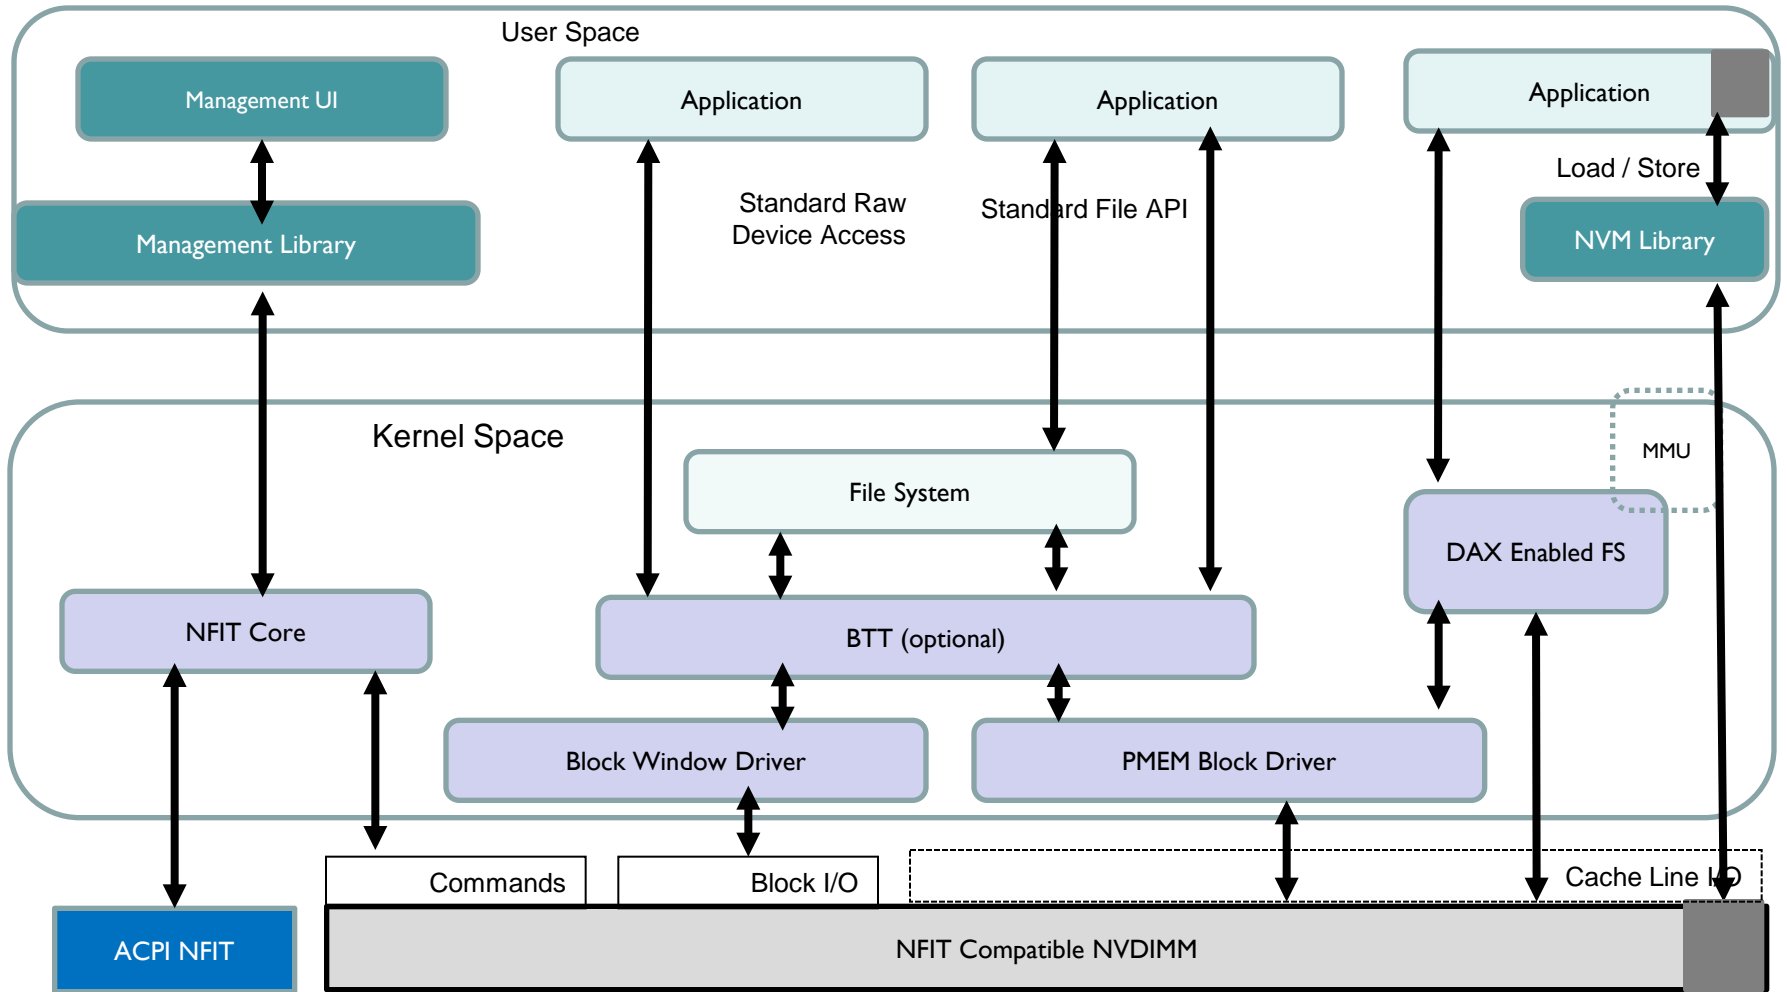 User Space
Management UI
Application
Application
Application
Load / Store
Standard Raw
Device Access
Standard File API
Management Library
NVM Library
Kernel Space
MMU
File System
DAX Enabled FS
NFIT Core
BTT (optional)
Block Window Driver
PMEM Block Driver
Commands
Block I/O
Cache Line I/O
ACPI NFIT
NFIT Compatible NVDIMM